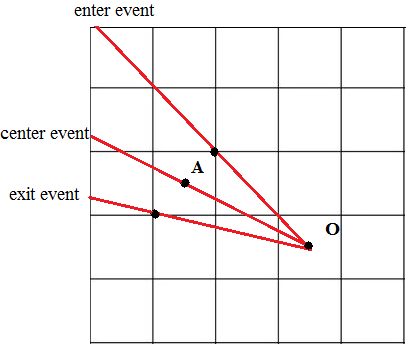 enter event
center event
A
exit event
O